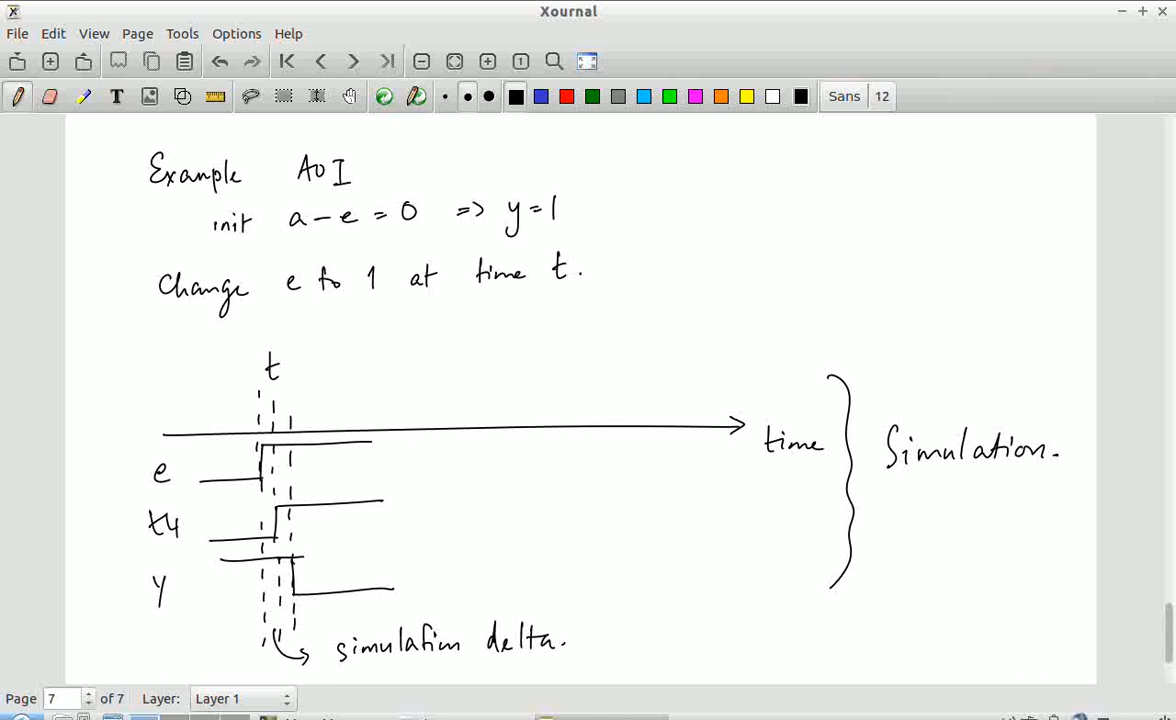 Xournal
File Edit View Page Tools Options Help
Sans 12
Example AOI
init a - e = 0 => y = 1
Change e to 1 at time t.
t
time
Simulation.
e
t4
y
simulation delta.
Page 7 of 7 Layer: Layer 1